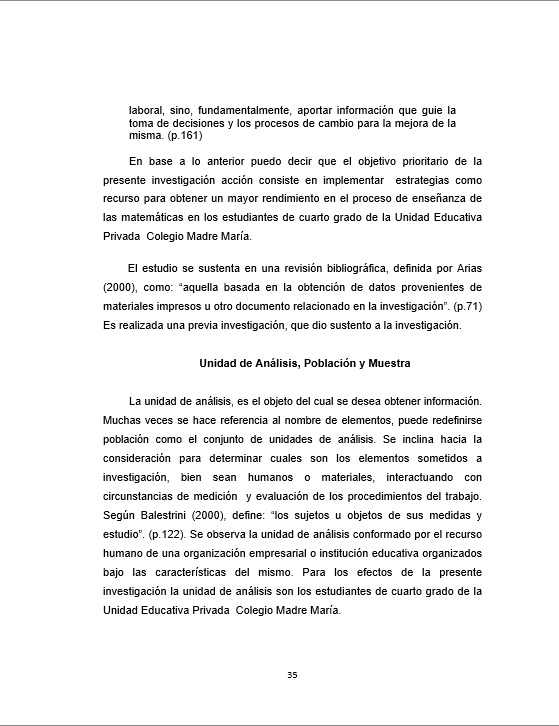 laboral, sino, fundamentalmente, aportar información que guie la
toma de decisiones y los procesos de cambio para la mejora de la
misma. (p.161)
En base a lo anterior puedo decir que el objetivo prioritario de la
presente investigación acción consiste en implementar estrategias como
recurso para obtener un mayor rendimiento en el proceso de enseñanza de
las matemáticas en los estudiantes de cuarto grado de la Unidad Educativa
Privada Colegio Madre María.
El estudio se sustenta en una revisión bibliográfica, definida por Arias
(2000), como: “aquella basada en la obtención de datos provenientes de
materiales impresos u otro documento relacionado en la investigación”. (p.71)
Es realizada una previa investigación, que dio sustento a la investigación.
Unidad de Análisis, Población y Muestra
La unidad de análisis, es el objeto del cual se desea obtener información.
Muchas veces se hace referencia al nombre de elementos, puede redefinirse
población como el conjunto de unidades de análisis. Se inclina hacia la
consideración para determinar cuales son los elementos sometidos a
investigación, bien sean humanos o materiales, interactuando con
circunstancias de medición y evaluación de los procedimientos del trabajo.
Según Balestrini (2000), define: “los sujetos u objetos de sus medidas y
estudio”. (p.122). Se observa la unidad de análisis conformado por el recurso
humano de una organización empresarial o institución educativa organizados
bajo las características del mismo. Para los efectos de la presente
investigación la unidad de análisis son los estudiantes de cuarto grado de la
Unidad Educativa Privada Colegio Madre María.
35